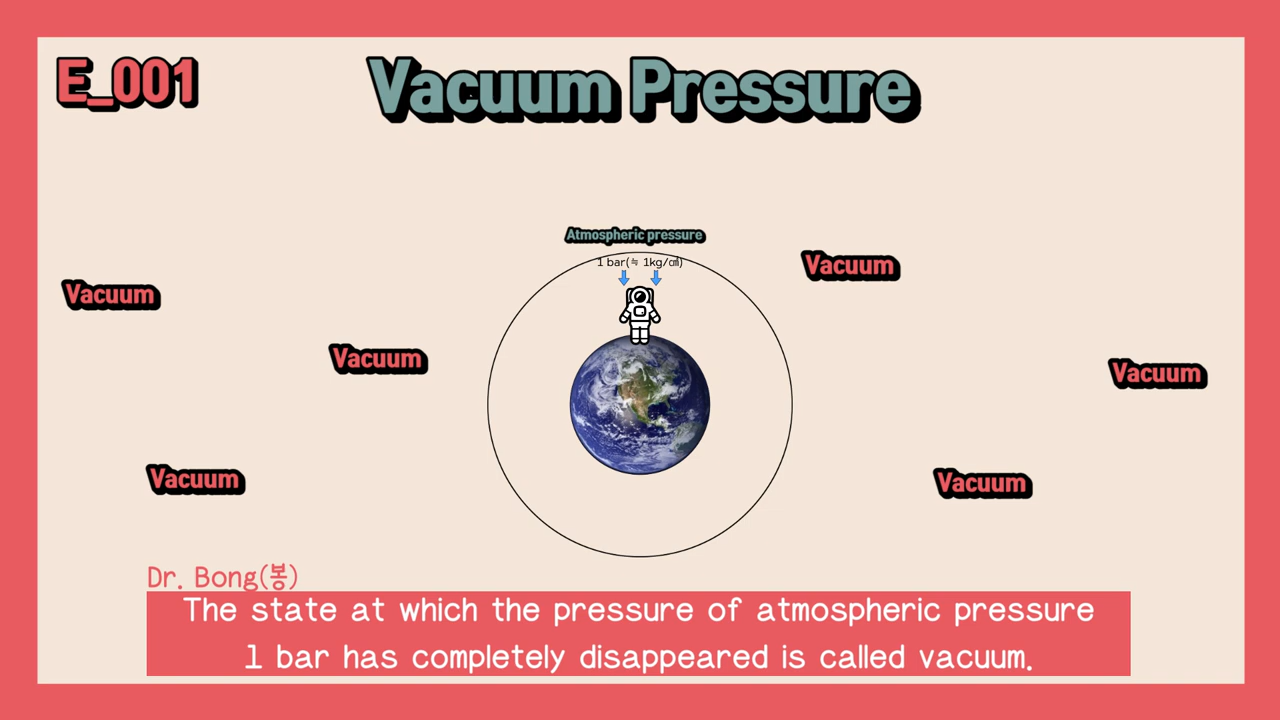 E_001
Vacuum Pressure
Atmospheric pressure
1 bar(≒ 1kg/㎠)
Vacuum
Vacuum
Vacuum
Vacuum
Vacuum
Vacuum
Dr. Bong(봉)
The state at which the pressure of atmospheric pressure
1 bar has completely disappeared is called vacuum.